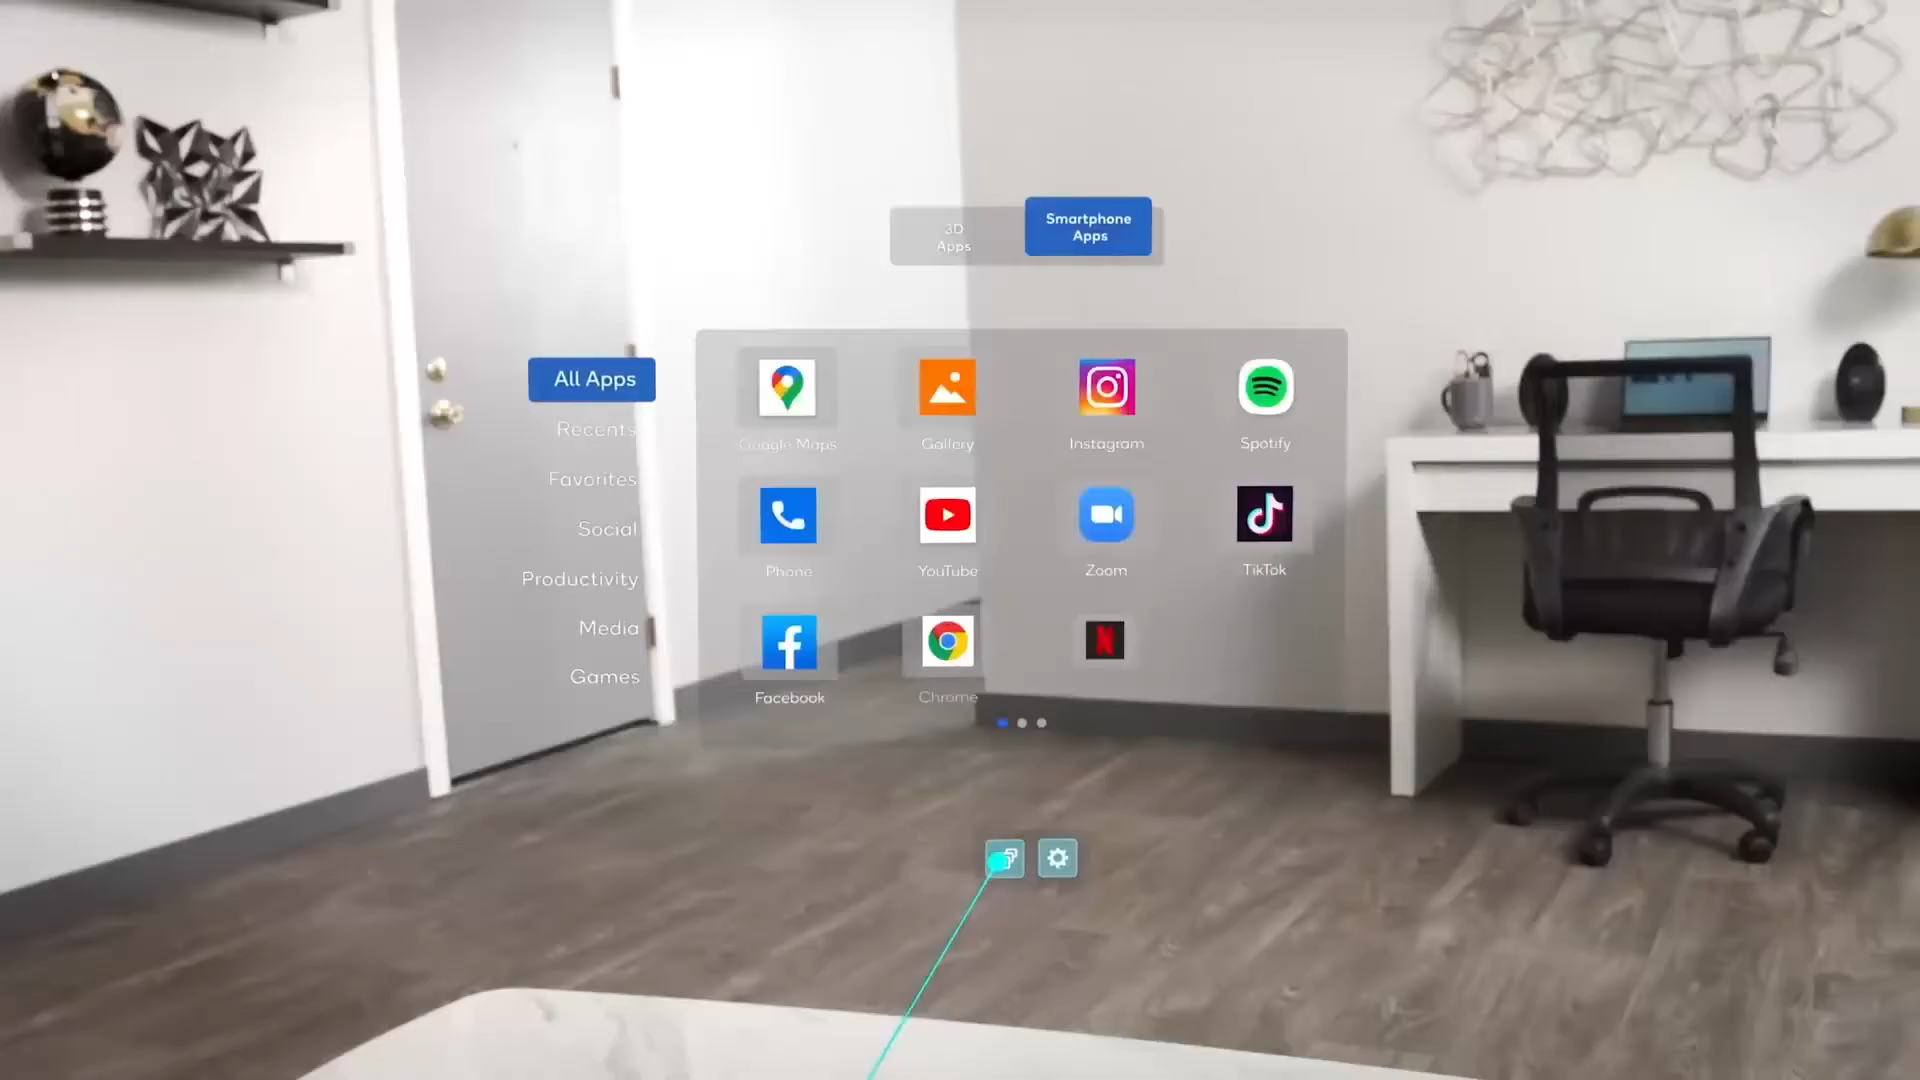 3D
Apps
Smartphone
Apps
All Apps
Recents
Favorites
Social
Productivity
Media
Games
Google Maps
Gallery
Instagram
Spotify
Phone
YouTube
Zoom
TikTok
Facebook
Chrome
N